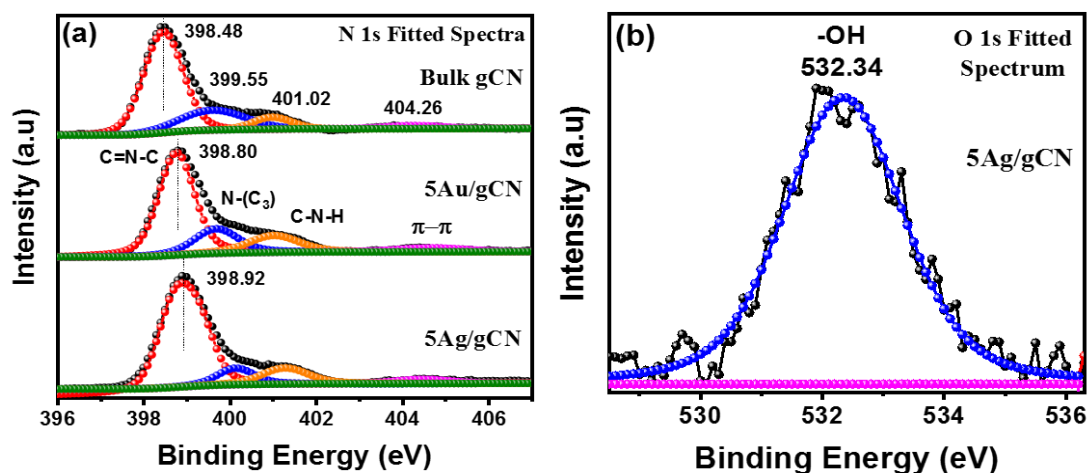 (a)
398.48
N 1s Fitted Spectra
399.55
Bulk gCN
401.02
404.26
C=N-C
398.80
5Au/gCN
N-(C₃)
C-N-H
π–π
398.92
5Ag/gCN
Intensity (a.u)
396 398 400 402 404 406
Binding Energy (eV)
(b)
-OH
532.34
O 1s Fitted
Spectrum
5Ag/gCN
Intensity (a.u)
530 532 534 536
Binding Energy (eV)